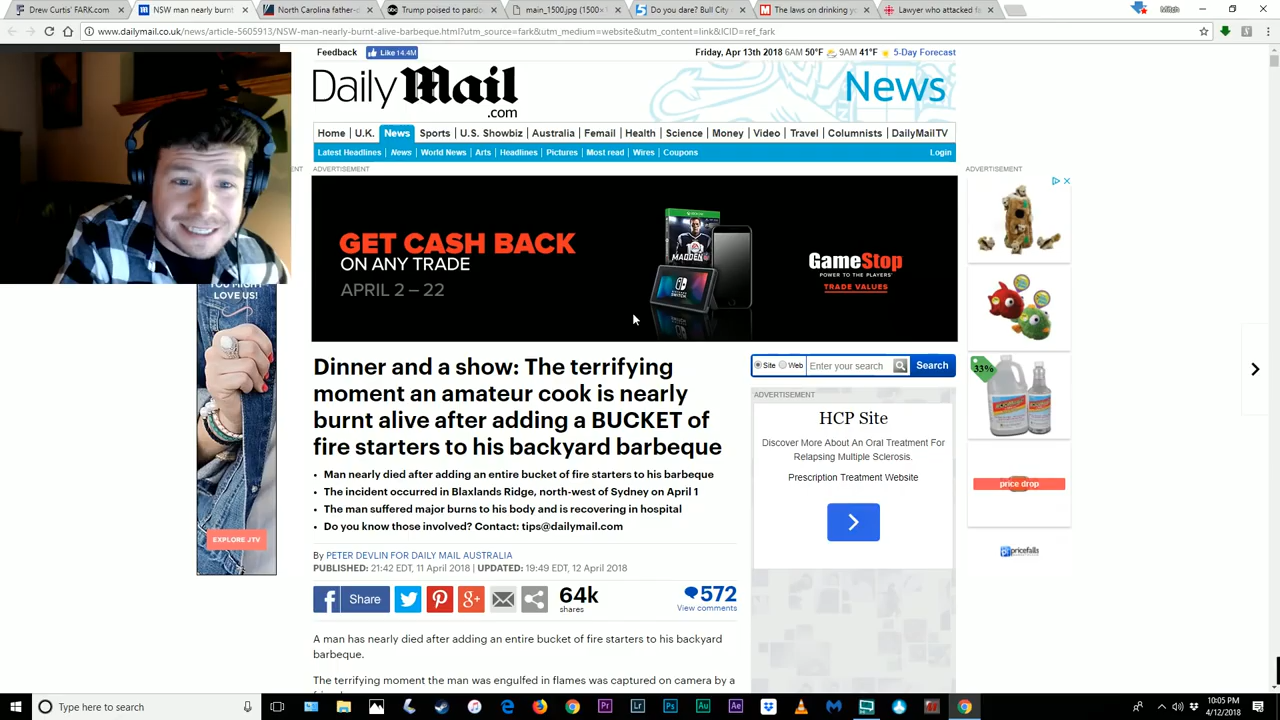 Drew Curtis' FARK.com
NSW man nearly burnt
North Carolina father-d
Trump poised to pardo
main_1500.jpg (1500×
Do you dare? Bull City
The laws on drinking y
Lawyer who attacked fa
Mitch
www.dailymail.co.uk/news/article-5605913/NSW-man-nearly-burnt-alive-barbeque.html?utm_source=fark&utm_medium=website&utm_content=link&ICID=ref_fark
Feedback
Like 14.4M
Friday, Apr 13th 2018 6AM 50°F 9AM 41°F 5-Day Forecast
Daily Mail
.com
News
Home U.K. News Sports U.S. Showbiz Australia Femail Health Science Money Video Travel Columnists DailyMailTV
Latest Headlines News World News Arts Headlines Pictures Most read Wires Coupons Login
ENT
ADVERTISEMENT
ADVERTISEMENT
GET CASH BACK
ON ANY TRADE
APRIL 2 – 22
MADDEN
GameStop
POWER TO THE PLAYERS
TRADE VALUES
YOU MIGHT
LOVE US!
EXPLORE JTV
Dinner and a show: The terrifying
moment an amateur cook is nearly
burnt alive after adding a BUCKET of
fire starters to his backyard barbeque
• Man nearly died after adding an entire bucket of fire starters to his barbeque
• The incident occurred in Blaxlands Ridge, north-west of Sydney on April 1
• The man suffered major burns to his body and is recovering in hospital
• Do you know those involved? Contact: tips@dailymail.com
By PETER DEVLIN FOR DAILY MAIL AUSTRALIA
PUBLISHED: 21:42 EDT, 11 April 2018 | UPDATED: 19:49 EDT, 12 April 2018
Share
64k
shares
572
View comments
A man has nearly died after adding an entire bucket of fire starters to his backyard
barbeque.
The terrifying moment the man was engulfed in flames was captured on camera by a
Site Web Enter your search Search
ADVERTISEMENT
HCP Site
Discover More About An Oral Treatment For
Relapsing Multiple Sclerosis.
Prescription Treatment Website
33%
price drop
pricefalls
Type here to search
Pr
Lr
Ps
Au
Ae
10:05 PM
4/12/2018